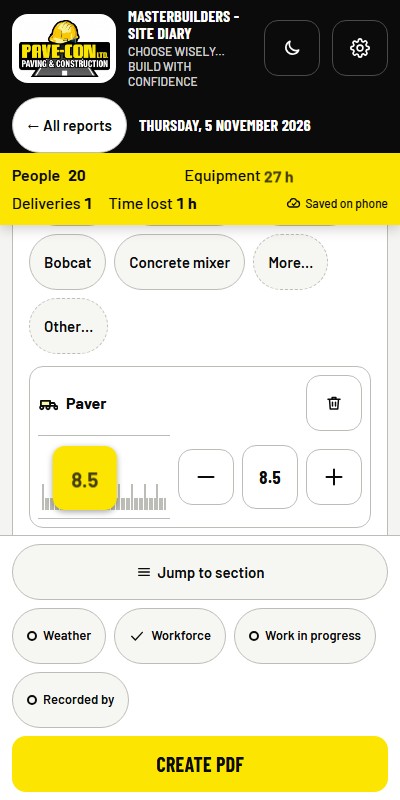 PAVE-CON LTD.
PAVING & CONSTRUCTION
MASTERBUILDERS -
SITE DIARY
CHOOSE WISELY...
BUILD WITH
CONFIDENCE
← All reports
THURSDAY, 5 NOVEMBER 2026
People 20
Equipment 27 h
Deliveries 1 Time lost 1 h
Saved on phone
Bobcat
Concrete mixer
More...
Other...
Paver
8.5
8.5
Jump to section
Weather
Workforce
Work in progress
Recorded by
CREATE PDF